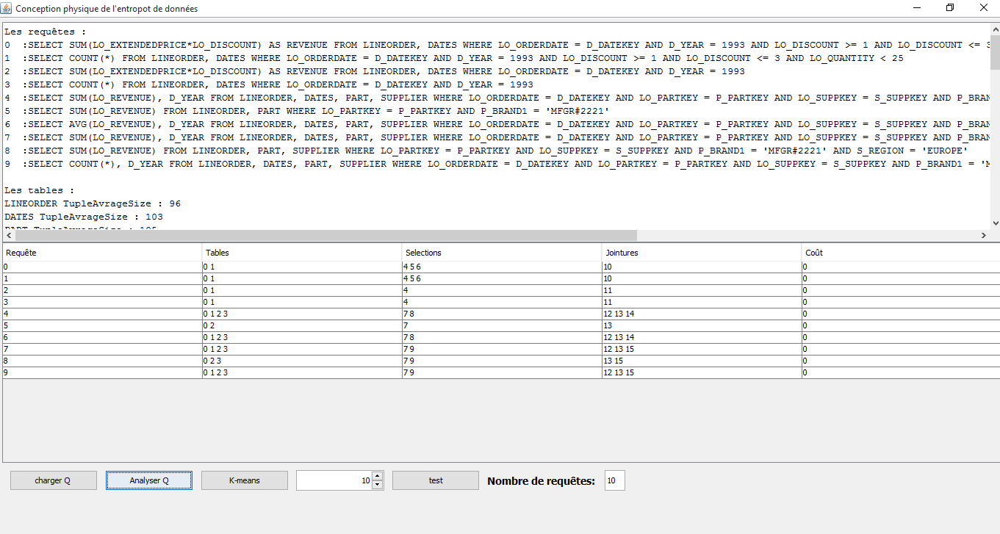 Conception physique de l'entropot de données
Les requêtes :
0 :SELECT SUM(LO_EXTENDEDPRICE*LO_DISCOUNT) AS REVENUE FROM LINEORDER, DATES WHERE LO_ORDERDATE = D_DATEKEY AND D_YEAR = 1993 AND LO_DISCOUNT >= 1 AND LO_DISCOUNT <= 3
1 :SELECT COUNT(*) FROM LINEORDER, DATES WHERE LO_ORDERDATE = D_DATEKEY AND D_YEAR = 1993 AND LO_DISCOUNT >= 1 AND LO_DISCOUNT <= 3 AND LO_QUANTITY < 25
2 :SELECT SUM(LO_EXTENDEDPRICE*LO_DISCOUNT) AS REVENUE FROM LINEORDER, DATES WHERE LO_ORDERDATE = D_DATEKEY AND D_YEAR = 1993
3 :SELECT COUNT(*) FROM LINEORDER, DATES WHERE LO_ORDERDATE = D_DATEKEY AND D_YEAR = 1993
4 :SELECT SUM(LO_REVENUE), D_YEAR FROM LINEORDER, DATES, PART, SUPPLIER WHERE LO_ORDERDATE = D_DATEKEY AND LO_PARTKEY = P_PARTKEY AND LO_SUPPKEY = S_SUPPKEY AND P_BRAN
5 :SELECT SUM(LO_REVENUE) FROM LINEORDER, PART WHERE LO_PARTKEY = P_PARTKEY AND P_BRAND1 = 'MFGR#2221'
6 :SELECT AVG(LO_REVENUE), D_YEAR FROM LINEORDER, DATES, PART, SUPPLIER WHERE LO_ORDERDATE = D_DATEKEY AND LO_PARTKEY = P_PARTKEY AND LO_SUPPKEY = S_SUPPKEY AND P_BRAN
7 :SELECT SUM(LO_REVENUE), D_YEAR FROM LINEORDER, DATES, PART, SUPPLIER WHERE LO_ORDERDATE = D_DATEKEY AND LO_PARTKEY = P_PARTKEY AND LO_SUPPKEY = S_SUPPKEY AND P_BRAN
8 :SELECT SUM(LO_REVENUE) FROM LINEORDER, PART, SUPPLIER WHERE LO_PARTKEY = P_PARTKEY AND LO_SUPPKEY = S_SUPPKEY AND P_BRAND1 = 'MFGR#2221' AND S_REGION = 'EUROPE'
9 :SELECT COUNT(*), D_YEAR FROM LINEORDER, DATES, PART, SUPPLIER WHERE LO_ORDERDATE = D_DATEKEY AND LO_PARTKEY = P_PARTKEY AND LO_SUPPKEY = S_SUPPKEY AND P_BRAND1 = 'M
Les tables :
LINEORDER TupleAvrageSize : 96
DATES TupleAvrageSize : 103
PART TupleAvrageSize : 105
Requête Tables Selections Jointures Coût
0 0 1 4 5 6 10 0
1 0 1 4 5 6 10 0
2 0 1 4 11 0
3 0 1 4 11 0
4 0 1 2 3 7 8 12 13 14 0
5 0 2 7 13 0
6 0 1 2 3 7 8 12 13 14 0
7 0 1 2 3 7 9 12 13 15 0
8 0 2 3 7 9 13 15 0
9 0 1 2 3 7 9 12 13 15 0
charger Q Analyser Q K-means 10 test Nombre de requêtes: 10